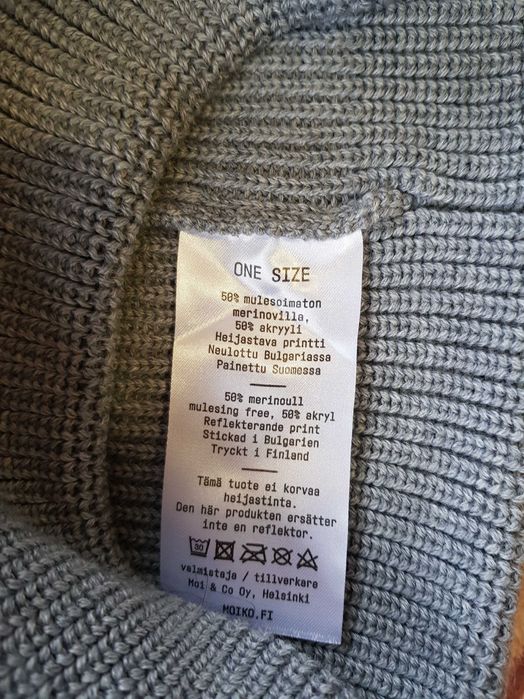 ONE SIZE
50% mulesoimaton
merinovilla,
50% akryyli
Heijastava printti
Neulottu Bulgariassa
Painettu Suomessa
50% merinoull
mulesing free, 50% akryl
Reflekterande print
Stickad i Bulgarien
Tryckt i Finland
Tämä tuote ei korvaa
heijastinta.
Den här produkten ersätter
inte en reflektor.
30
valmistaja / tillverkare
Moi & Co Oy, Helsinki
MOIKO.FI